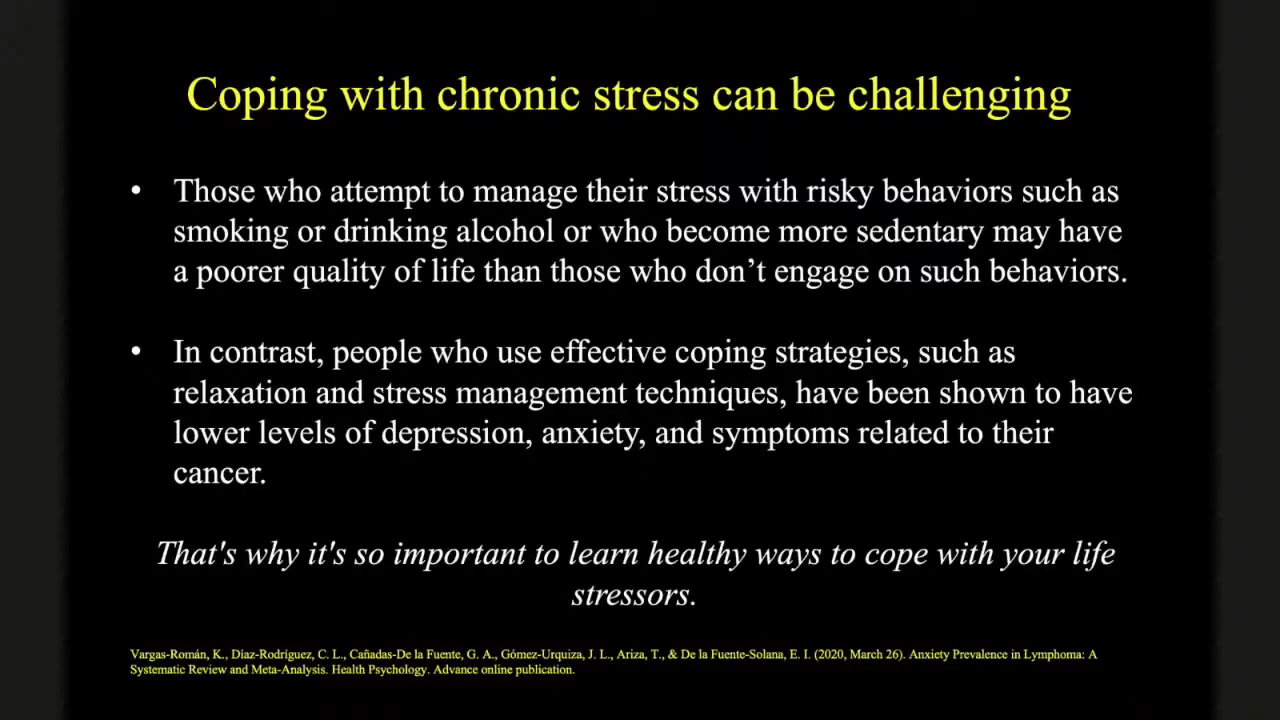 Coping with chronic stress can be challenging
• Those who attempt to manage their stress with risky behaviors such as
smoking or drinking alcohol or who become more sedentary may have
a poorer quality of life than those who don’t engage on such behaviors.
• In contrast, people who use effective coping strategies, such as
relaxation and stress management techniques, have been shown to have
lower levels of depression, anxiety, and symptoms related to their
cancer.
That's why it's so important to learn healthy ways to cope with your life
stressors.
Vargas-Román, K., Díaz-Rodríguez, C. L., Cañadas-De la Fuente, G. A., Gómez-Urquiza, J. L., Ariza, T., & De la Fuente-Solana, E. I. (2020, March 26). Anxiety Prevalence in Lymphoma: A
Systematic Review and Meta-Analysis. Health Psychology. Advance online publication.